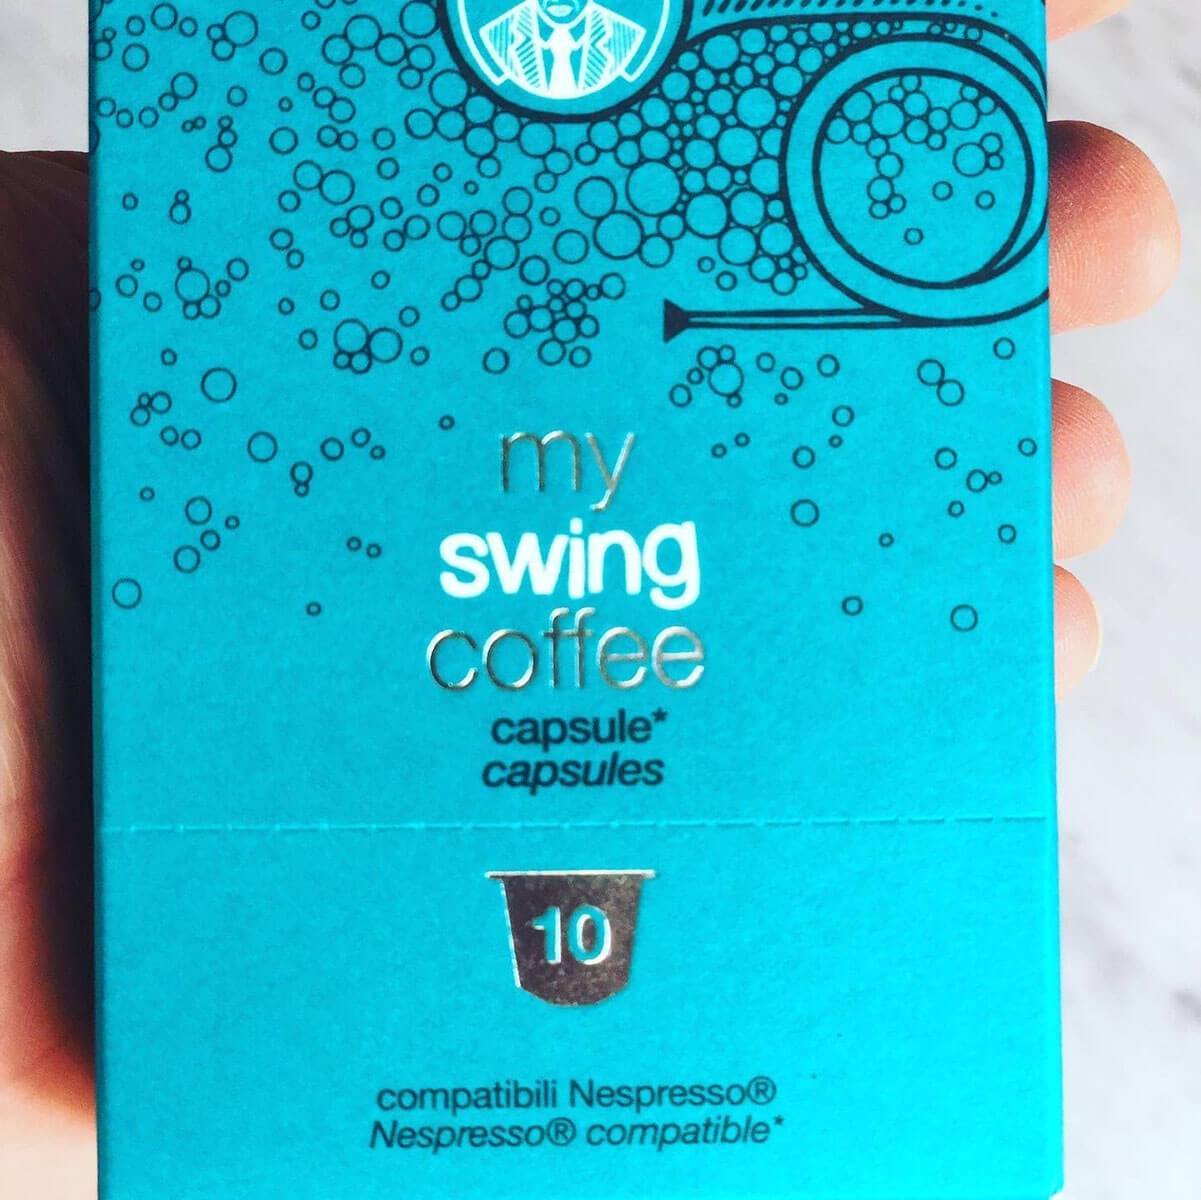 my
swing
coffee
capsule*
capsules
10
compatibili Nespresso®
Nespresso® compatible*